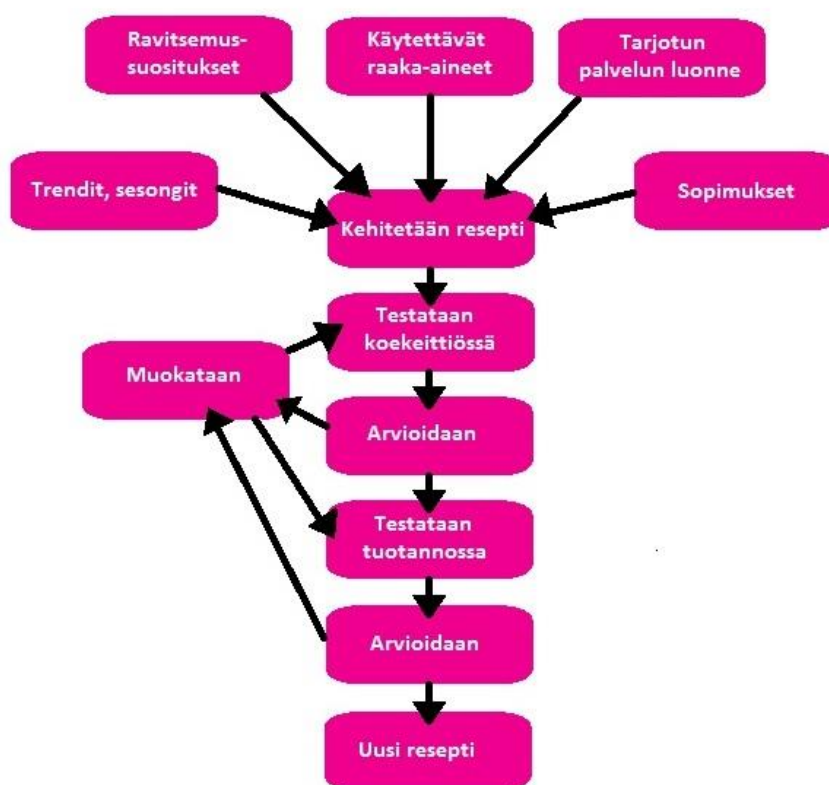 Ravitsemus-
suositukset
Käytettävät
raaka-aineet
Tarjotun
palvelun luonne
Trendit, sesongit
Sopimukset
Kehitetään resepti
Testataan
koekeittiössä
Muokataan
Arvioidaan
Testataan
tuotannossa
Arvioidaan
Uusi resepti